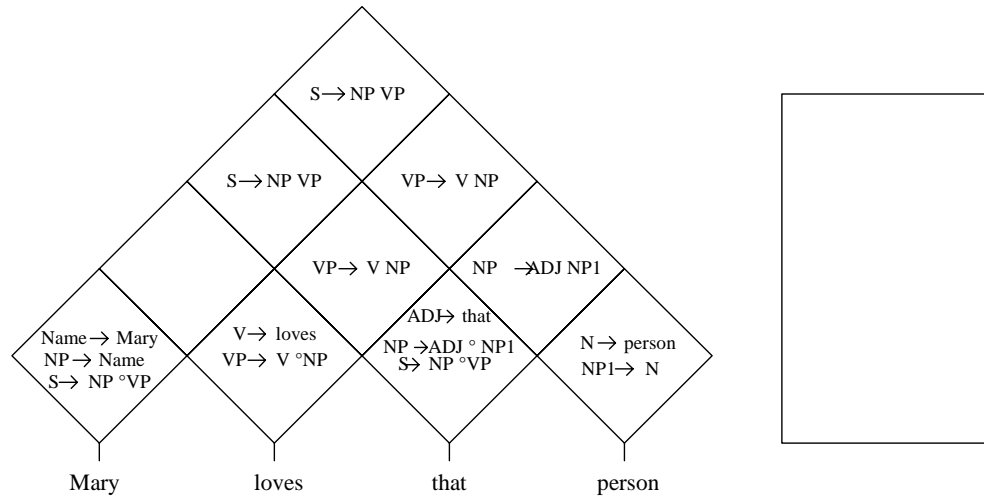 S→ NP VP
S→ NP VP
VP→ V NP
VP→ V NP
NP →ADJ NP1
Name→ Mary
NP→ Name
S→ NP °VP
V→ loves
VP→ V °NP
ADJ→ that
NP →ADJ ° NP1
S→ NP °VP
N→ person
NP1→ N
Mary loves that person